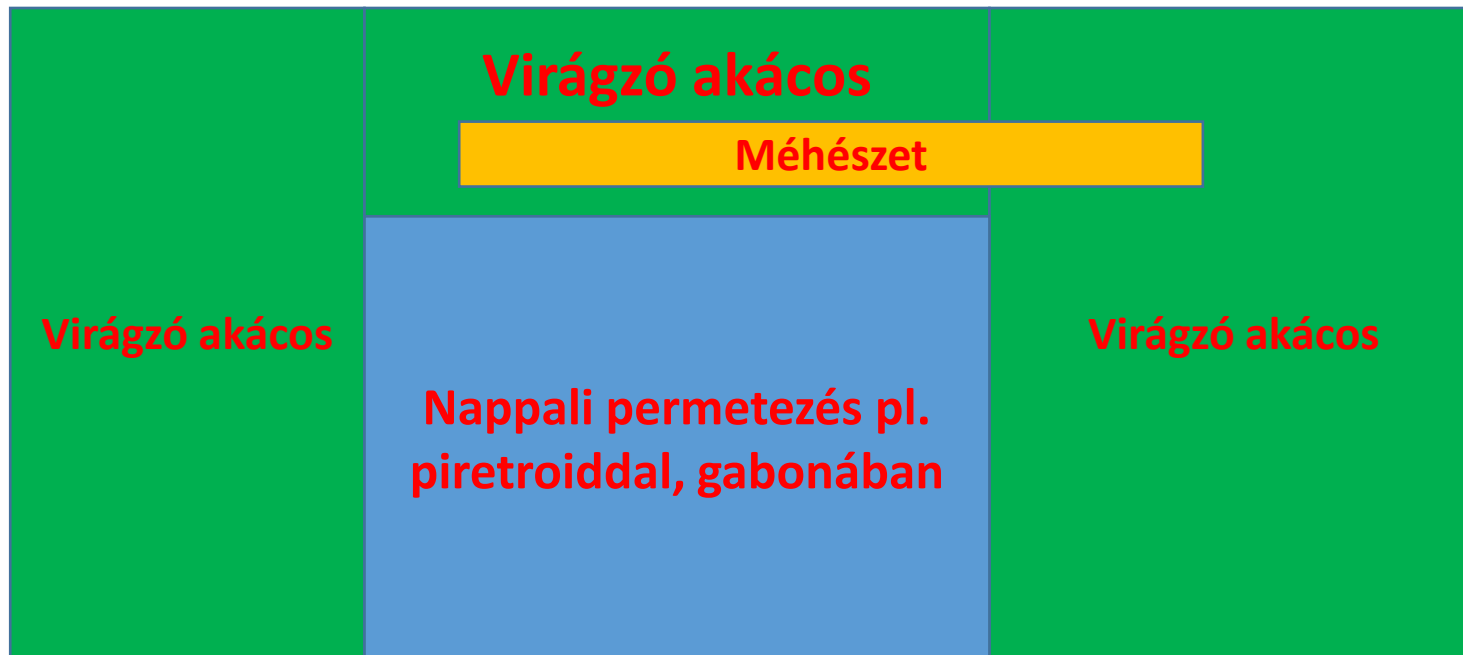 Virágzó akácos
Méhészet
Virágzó akácos
Virágzó akácos
Nappali permetezés pl.
piretroiddal, gabonában